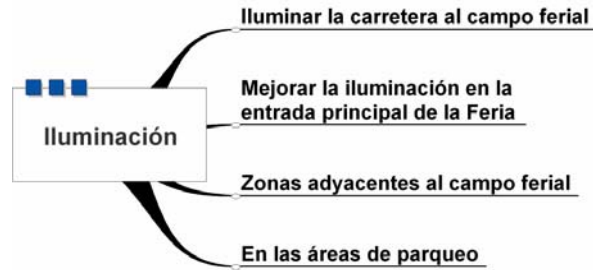 Iluminación
Iluminar la carretera al campo ferial
Mejorar la iluminación en la
entrada principal de la Feria
Zonas adyacentes al campo ferial
En las áreas de parqueo